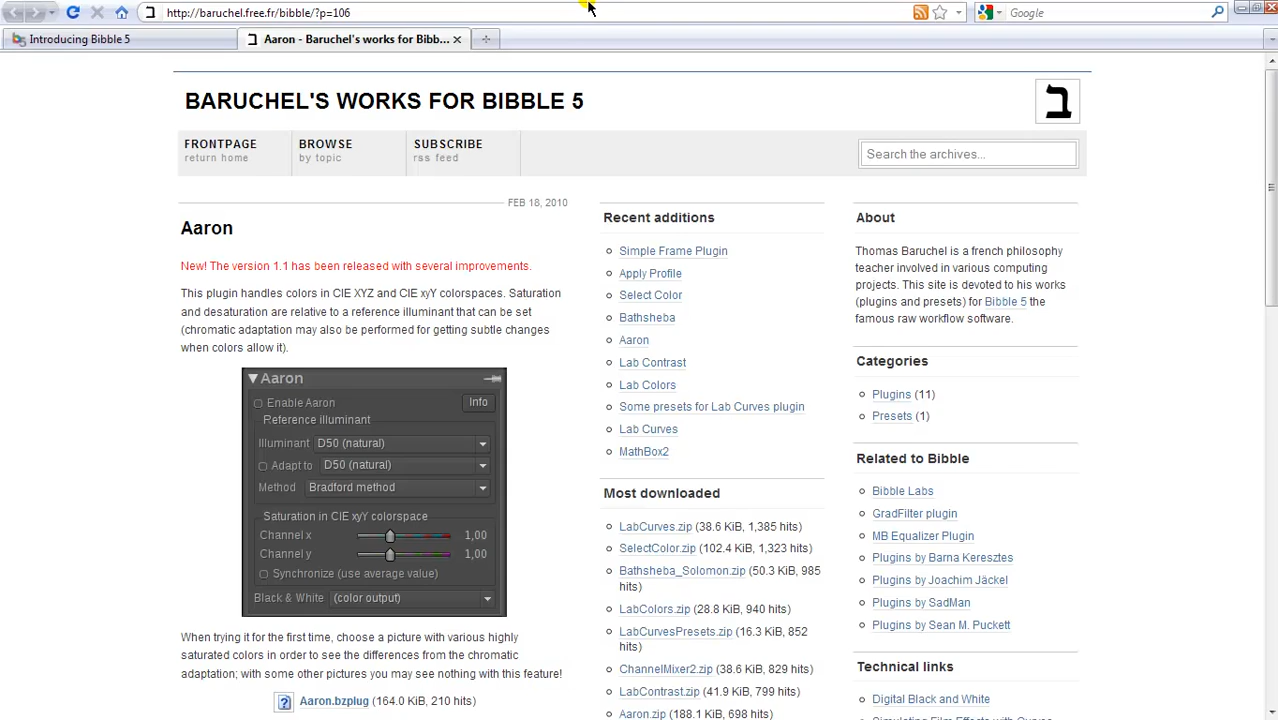 http://baruchel.free.fr/bibble/?p=106
Google
Introducing Bibble 5
Aaron - Baruchel's works for Bibb...
BARUCHEL'S WORKS FOR BIBBLE 5
ב
FRONTPAGE
return home
BROWSE
by topic
SUBSCRIBE
rss feed
Search the archives...
FEB 18, 2010
Aaron
New! The version 1.1 has been released with several improvements.
This plugin handles colors in CIE XYZ and CIE xyY colorspaces. Saturation
and desaturation are relative to a reference illuminant that can be set
(chromatic adaptation may also be performed for getting subtle changes
when colors allow it).
Aaron
Enable Aaron
Info
Reference illuminant
Illuminant D50 (natural)
Adapt to D50 (natural)
Method Bradford method
Saturation in CIE xyY colorspace
Channel x 1,00
Channel y 1,00
Synchronize (use average value)
Black & White (color output)
When trying it for the first time, choose a picture with various highly
saturated colors in order to see the differences from the chromatic
adaptation; with some other pictures you may see nothing with this feature!
Aaron.bzplug (164.0 KiB, 210 hits)
Recent additions
Simple Frame Plugin
Apply Profile
Select Color
Bathsheba
Aaron
Lab Contrast
Lab Colors
Some presets for Lab Curves plugin
Lab Curves
MathBox2
Most downloaded
LabCurves.zip (38.6 KiB, 1,385 hits)
SelectColor.zip (102.4 KiB, 1,323 hits)
Bathsheba_Solomon.zip (50.3 KiB, 985
hits)
LabColors.zip (28.8 KiB, 940 hits)
LabCurvesPresets.zip (16.3 KiB, 852
hits)
ChannelMixer2.zip (38.6 KiB, 829 hits)
LabContrast.zip (41.9 KiB, 799 hits)
Aaron.zip (188.1 KiB, 698 hits)
About
Thomas Baruchel is a french philosophy
teacher involved in various computing
projects. This site is devoted to his works
(plugins and presets) for Bibble 5 the
famous raw workflow software.
Categories
Plugins (11)
Presets (1)
Related to Bibble
Bibble Labs
GradFilter plugin
MB Equalizer Plugin
Plugins by Barna Keresztes
Plugins by Joachim Jäckel
Plugins by SadMan
Plugins by Sean M. Puckett
Technical links
Digital Black and White
Simulating Film Effects with Curves